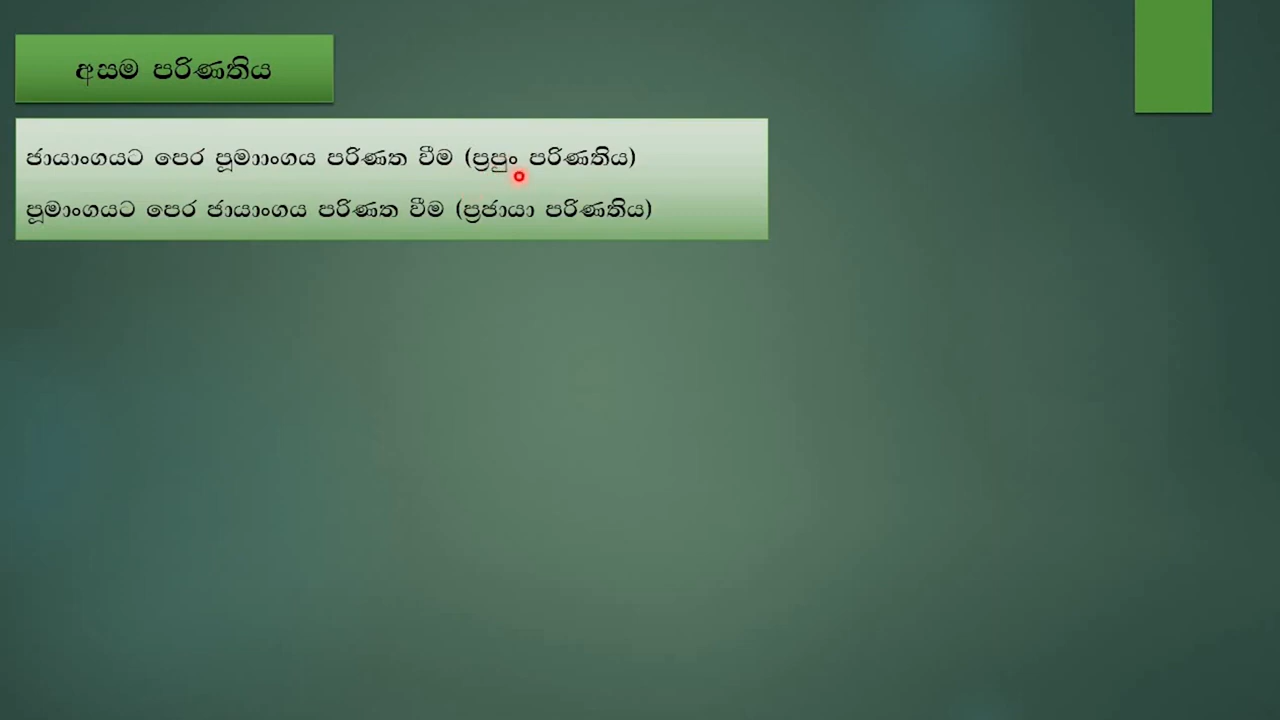 අසම පරිණතිය
ජායාංගයට පෙර පූමාාංගය පරිණත වීම (ප්‍රපුං පරිණතිය)
පූමාංගයට පෙර ජායාංගය පරිණත වීම (ප්‍රජායා පරිණතිය)